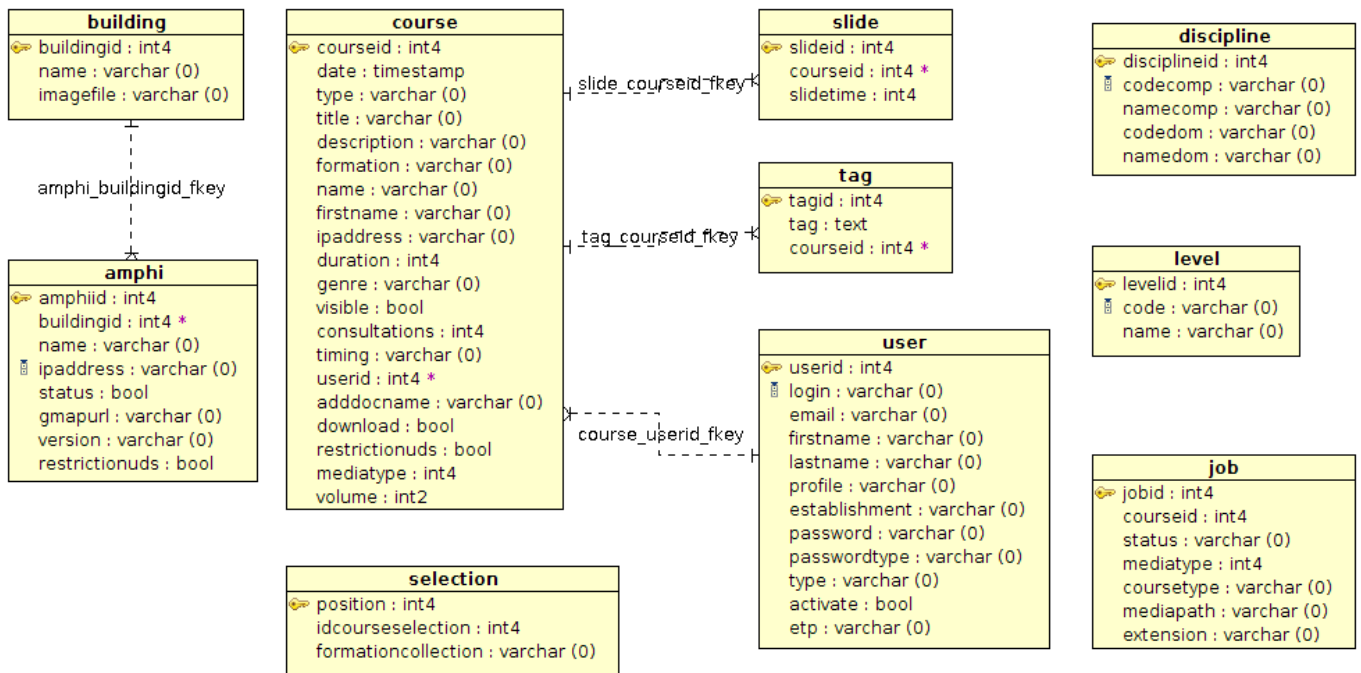 building
buildingid : int4
name : varchar (0)
imagefile : varchar (0)
amphi_buildingid_fkey
amphi
amphiid : int4
buildingid : int4 *
name : varchar (0)
ipaddress : varchar (0)
status : bool
gmapurl : varchar (0)
version : varchar (0)
restrictionuds : bool
course
courseid : int4
date : timestamp
type : varchar (0)
title : varchar (0)
description : varchar (0)
formation : varchar (0)
name : varchar (0)
firstname : varchar (0)
ipaddress : varchar (0)
duration : int4
genre : varchar (0)
visible : bool
consultations : int4
timing : varchar (0)
userid : int4 *
adddocname : varchar (0)
download : bool
restrictionuds : bool
mediatype : int4
volume : int2
selection
position : int4
idcourseselection : int4
formationcollection : varchar (0)
slide_courseid_fkey
tag_courseid_fkey
course_userid_fkey
slide
slideid : int4
courseid : int4 *
slidetime : int4
tag
tagid : int4
tag : text
courseid : int4 *
user
userid : int4
login : varchar (0)
email : varchar (0)
firstname : varchar (0)
lastname : varchar (0)
profile : varchar (0)
establishment : varchar (0)
password : varchar (0)
passwordtype : varchar (0)
type : varchar (0)
activate : bool
etp : varchar (0)
discipline
disciplineid : int4
codecomp : varchar (0)
namecomp : varchar (0)
codedom : varchar (0)
namedom : varchar (0)
level
levelid : int4
code : varchar (0)
name : varchar (0)
job
jobid : int4
courseid : int4
status : varchar (0)
mediatype : int4
coursetype : varchar (0)
mediapath : varchar (0)
extension : varchar (0)